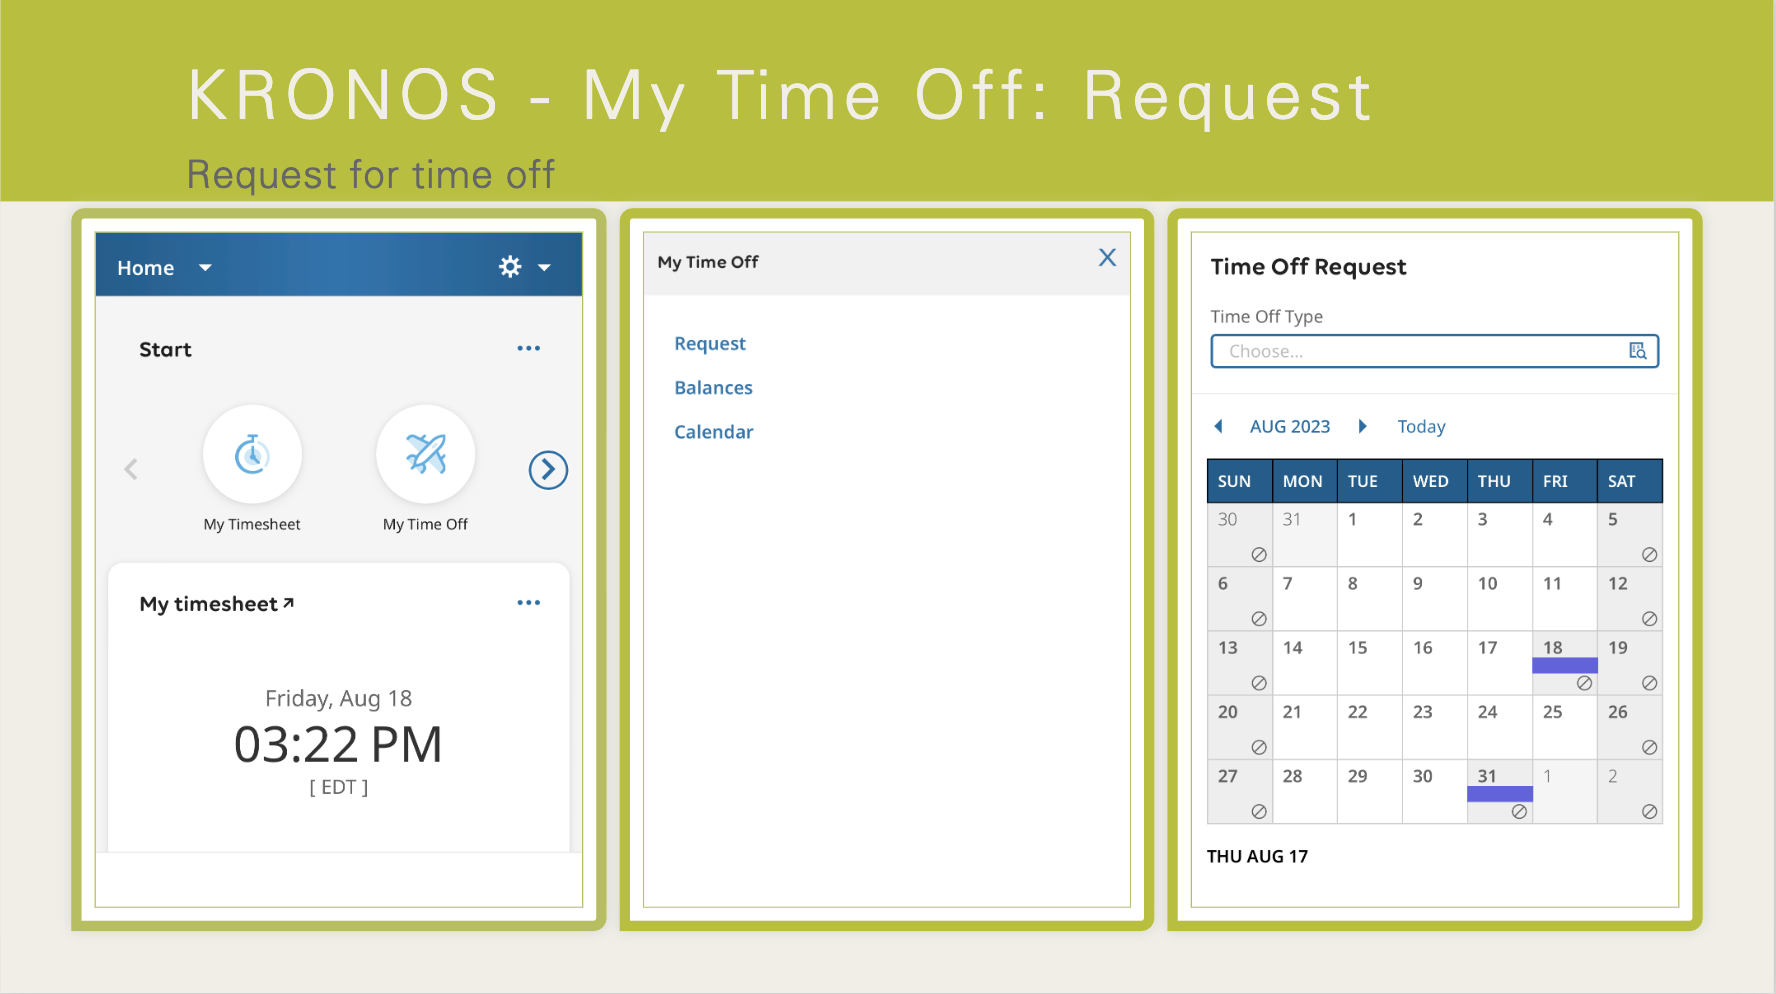 KRONOS - My Time Off: Request
Request for time off
Home
Start
My Timesheet
My Time Off
My timesheet
Friday, Aug 18
03:22 PM
[ EDT ]
My Time Off
X
Request
Balances
Calendar
Time Off Request
Time Off Type
Choose...
AUG 2023
Today
SUN MON TUE WED THU FRI SAT
30 31 1 2 3 4 5
6 7 8 9 10 11 12
13 14 15 16 17 18 19
20 21 22 23 24 25 26
27 28 29 30 31 1 2
THU AUG 17